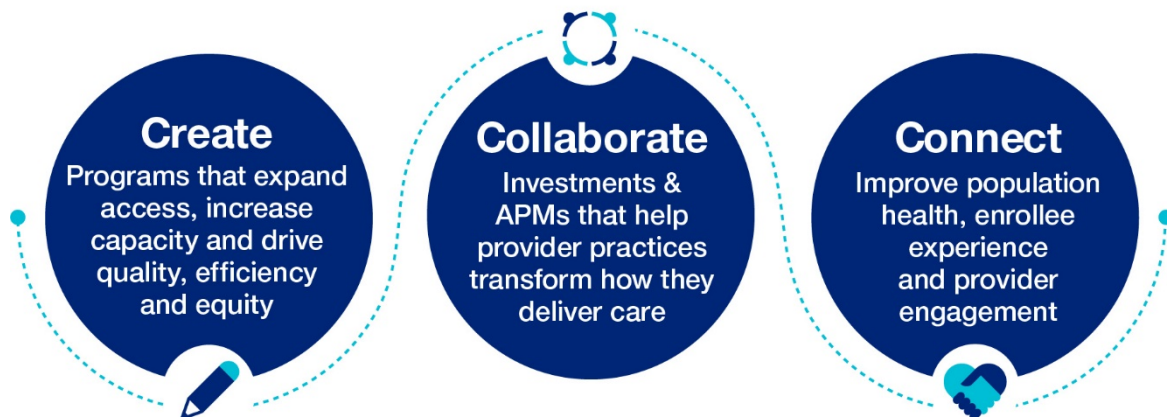 Create
Programs that expand
access, increase
capacity and drive
quality, efficiency
and equity
Collaborate
Investments &
APMs that help
provider practices
transform how they
deliver care
Connect
Improve population
health, enrollee
experience
and provider
engagement